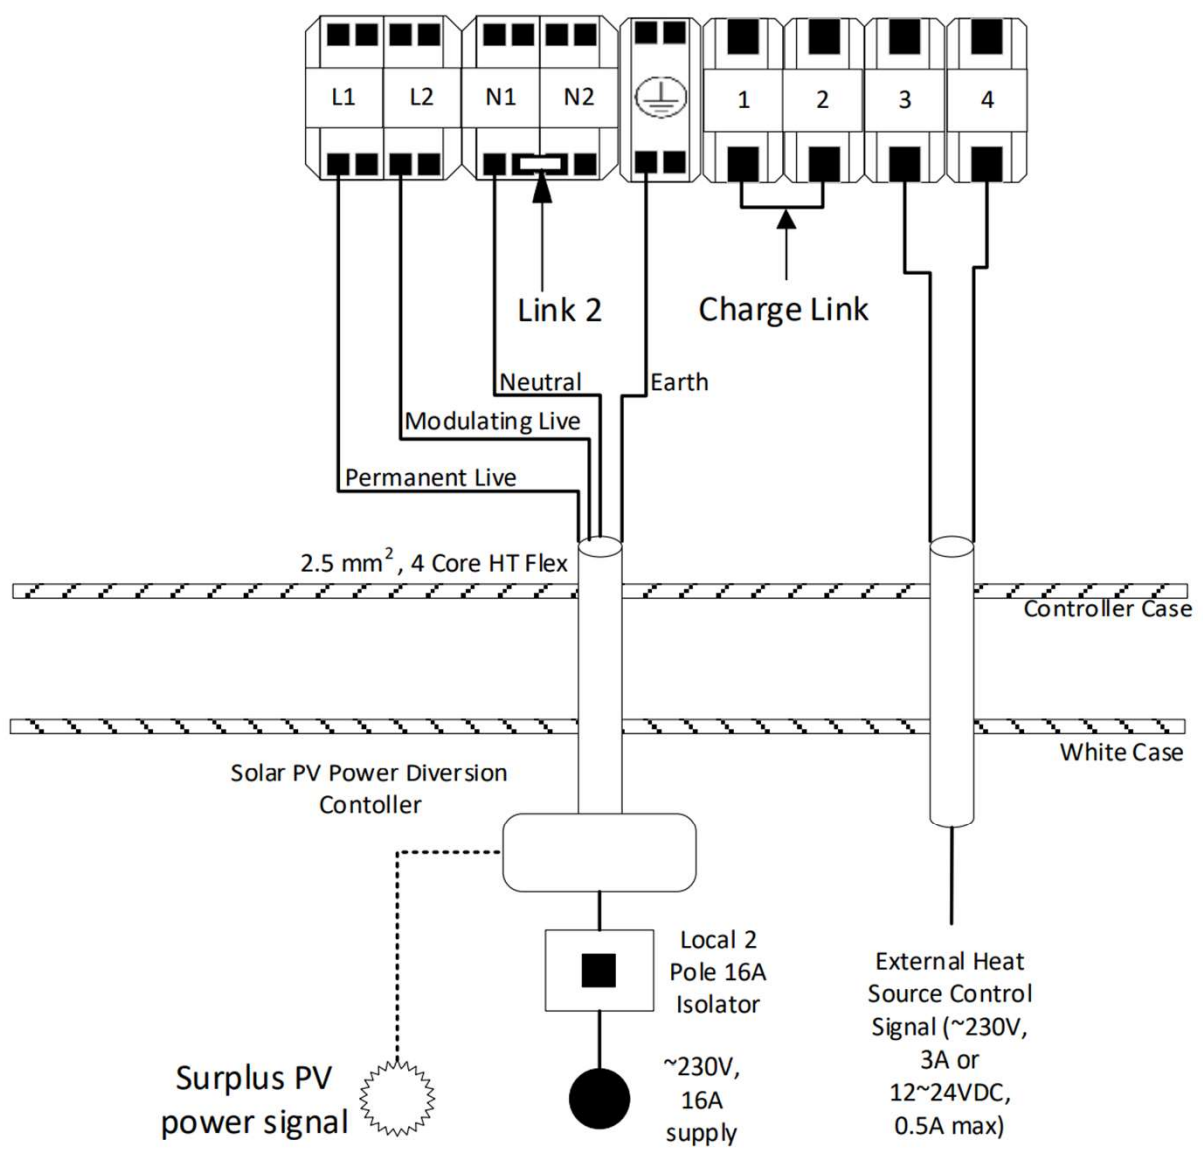 L1 L2 N1 N2 1 2 3 4
Link 2
Charge Link
Neutral
Earth
Modulating Live
Permanent Live
2.5 mm2 , 4 Core HT Flex
Controller Case
White Case
Solar PV Power Diversion
Contoller
Local 2
Pole 16A
Isolator
External Heat
Source Control
Signal (~230V,
3A or
12~24VDC,
0.5A max)
Surplus PV
power signal
~230V,
16A
supply